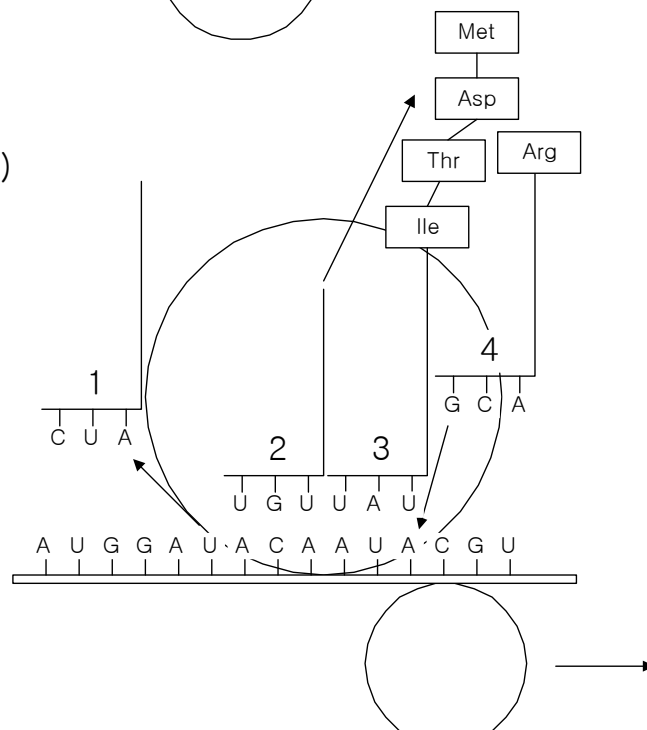 Met
Asp
)
Thr
Arg
Ile
4
1
G C A
C U A
2 3
U G U U A U
A U G G A U A C A A U A C G U